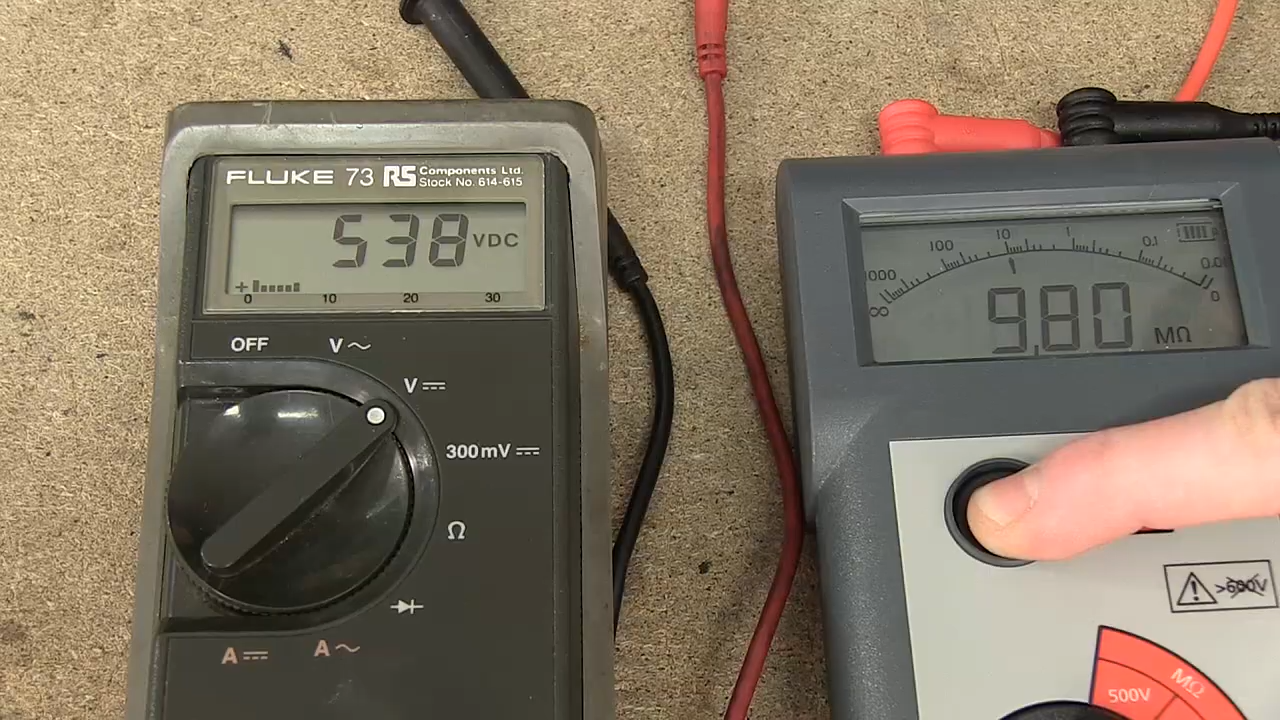 FLUKE 73 RS Components Ltd.
Stock No. 614-615
538 VDC
+
0 10 20 30
OFF
V~
V⎓
300mV⎓
Ω
A⎓
A~
1000 100 10 1 0.1 0.01
∞ 0
9,80 MΩ
>600V
MΩ
500V